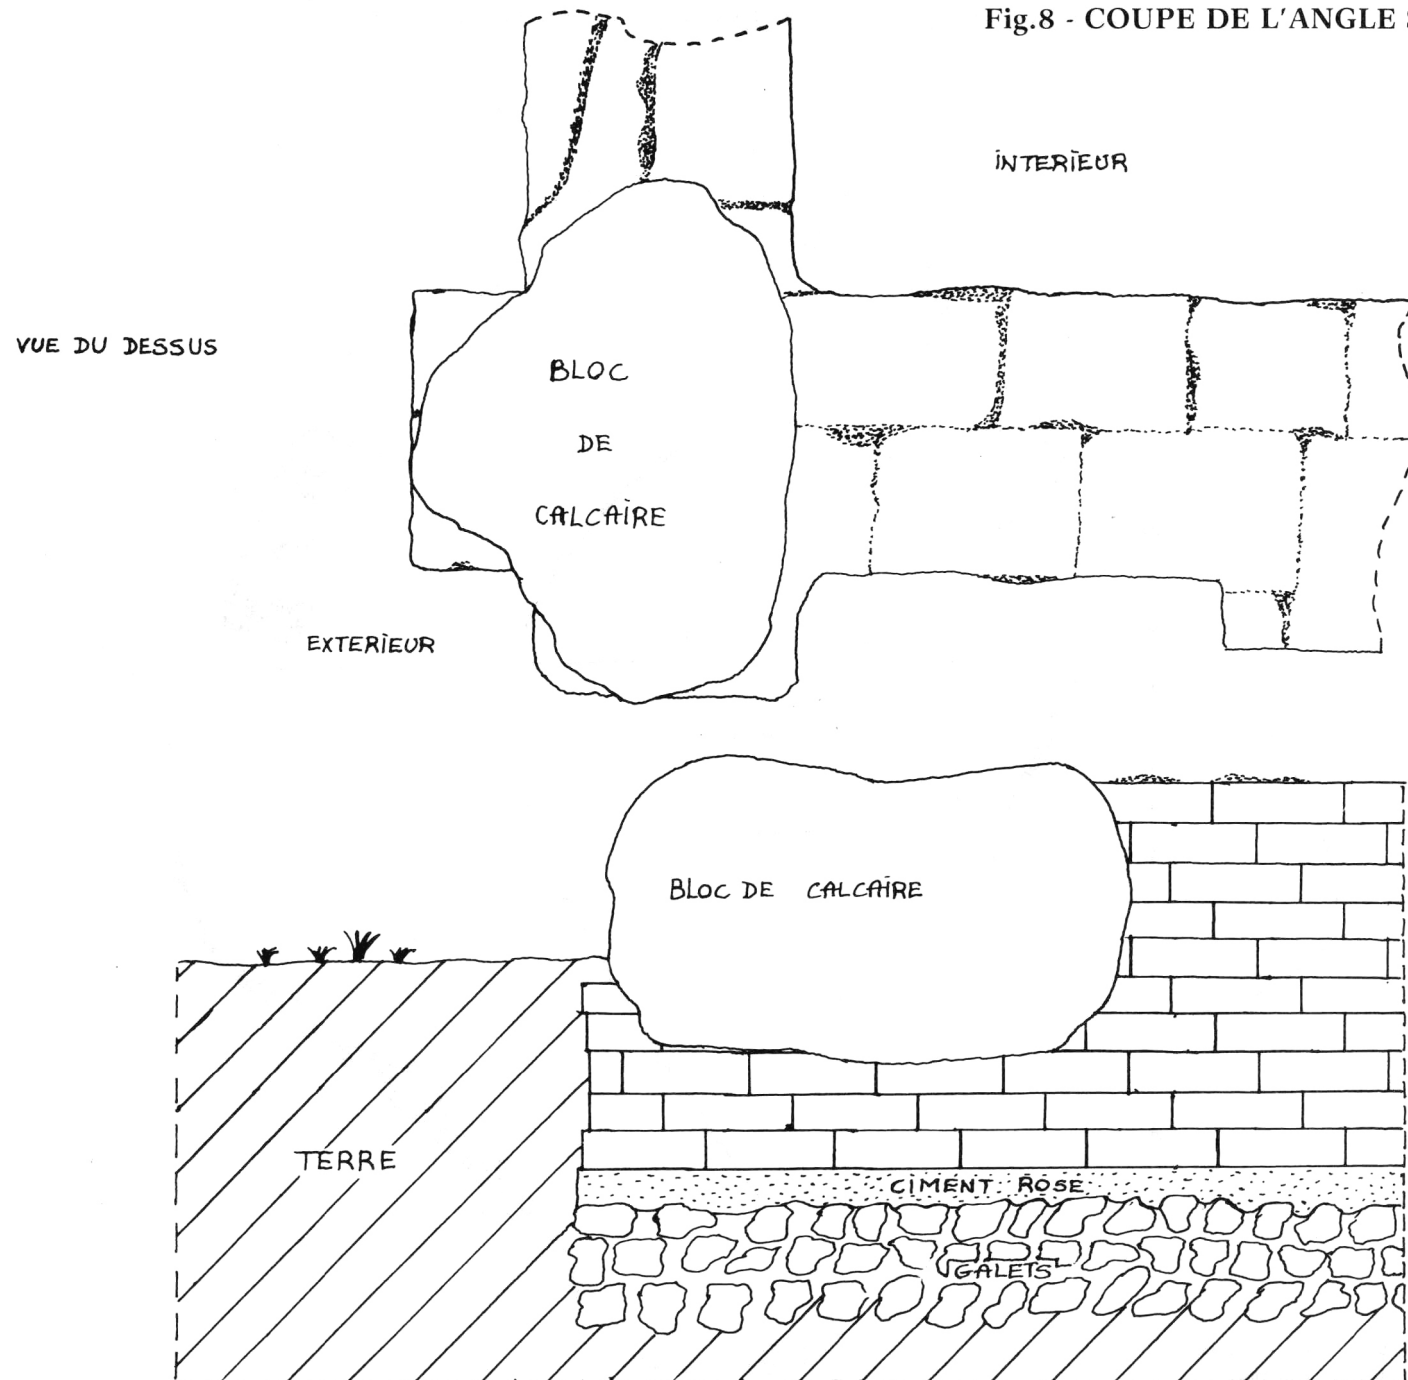 Fig.8 - COUPE DE L'ANGLE
INTERIEUR
VUE DU DESSUS
BLOC
DE
CALCAIRE
EXTERIEUR
BLOC DE CALCAIRE
TERRE
CIMENT ROSE
GALETS